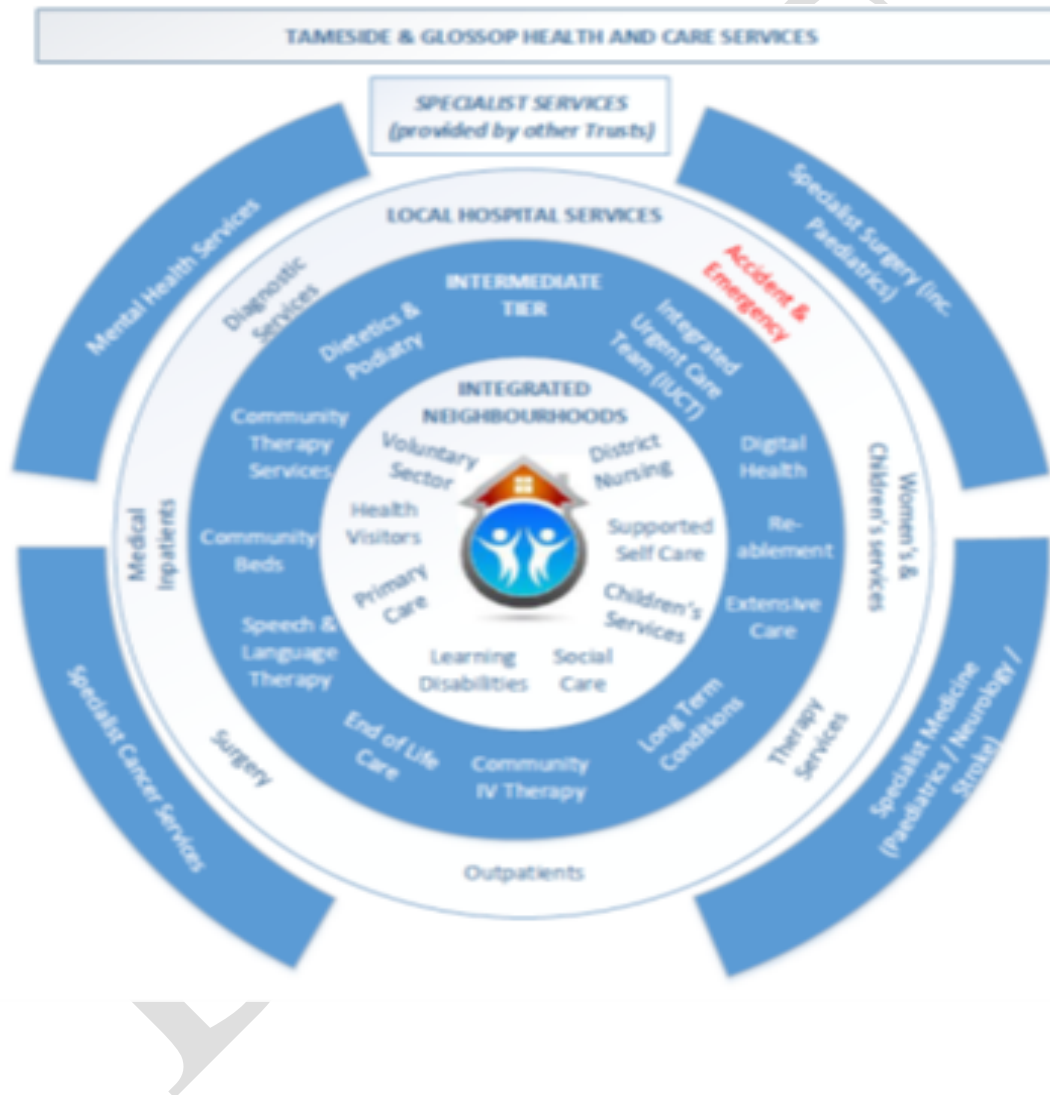 TAMESIDE & GLOSSOP HEALTH AND CARE SERVICES
SPECIALIST SERVICES
(provided by other Trusts)
Mental Health Services
Specialist Surgery (inc.
Paediatrics)
Specialist Cancer Services
Specialist Medicine
(Paediatrics / Neurology /
Stroke)
LOCAL HOSPITAL SERVICES
Diagnostic
Services
Accident &
Emergency
Medical
Inpatients
Women's &
Children's services
Surgery
Therapy
Services
Outpatients
INTERMEDIATE
TIER
Dietetics &
Podiatry
Integrated
Urgent Care
Team (IUCT)
Community
Therapy
Services
Digital
Health
Community
Beds
Re-
ablement
Speech &
Language
Therapy
Extensive
Care
End of Life
Care
Community
IV Therapy
Long Term
Conditions
INTEGRATED
NEIGHBOURHOODS
Voluntary
Sector
District
Nursing
Health
Visitors
Supported
Self Care
Primary
Care
Children's
Services
Learning
Disabilities
Social
Care